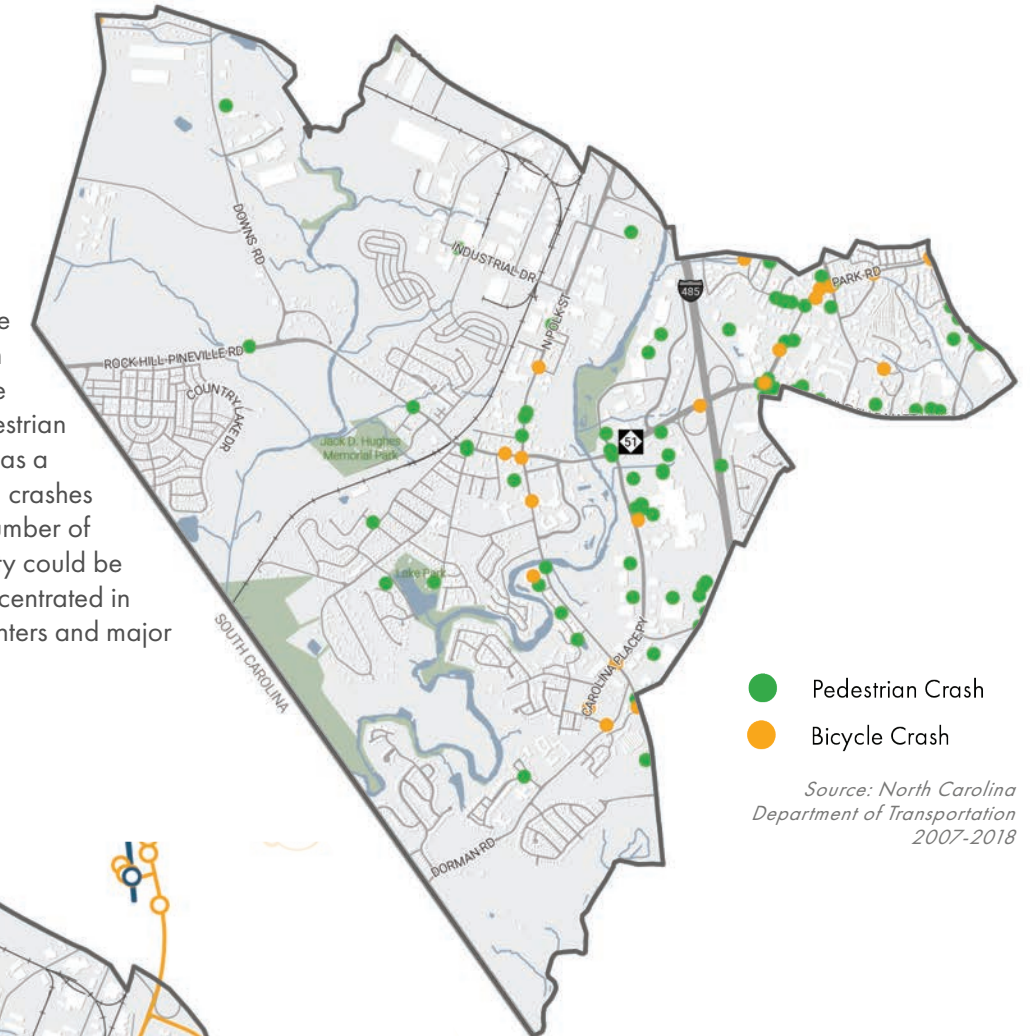 DOWNS RD
INDUSTRIAL DR
N POLK ST
485
PARK RD
ROCK HILL-PINEVILLE RD
COUNTRY LAKE DR
Jack D. Hughes
Memorial Park
51
Lake Park
SOUTH CAROLINA
CAROLINA PLACE PY
DORMAN RD
estrian
as a
crashes
umber of
ry could be
centrated in
nters and major
Pedestrian Crash
Bicycle Crash
Source: North Carolina
Department of Transportation
2007-2018